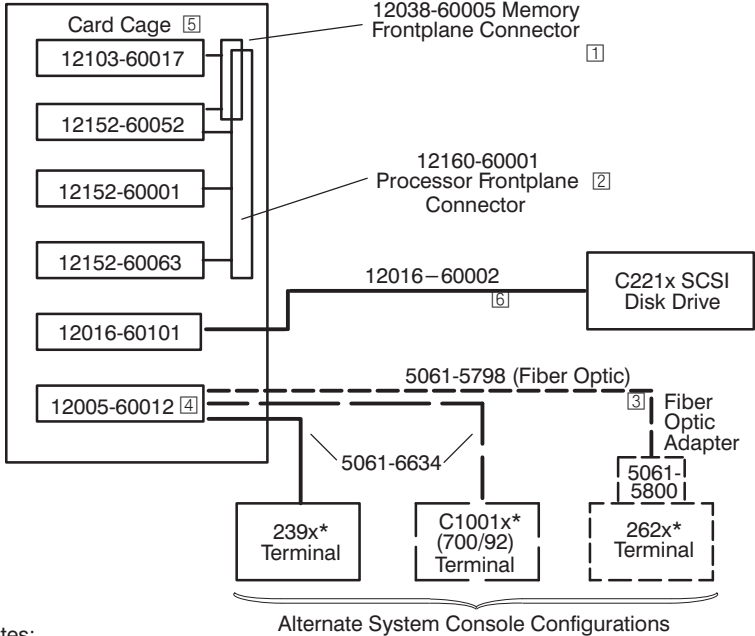 12038-60005 Memory
Frontplane Connector
1
Card Cage 5
12103-60017
12152-60052
12152-60001
12152-60063
12016-60101
12005-60012 4
12160-60001
Processor Frontplane 2
Connector
12016–60002
6
C221x SCSI
Disk Drive
5061-5798 (Fiber Optic)
3 Fiber
Optic
Adapter
5061-6634
5061-
5800
239x*
Terminal
C1001x*
(700/92)
Terminal
262x*
Terminal
Alternate System Console Configurations
tes: